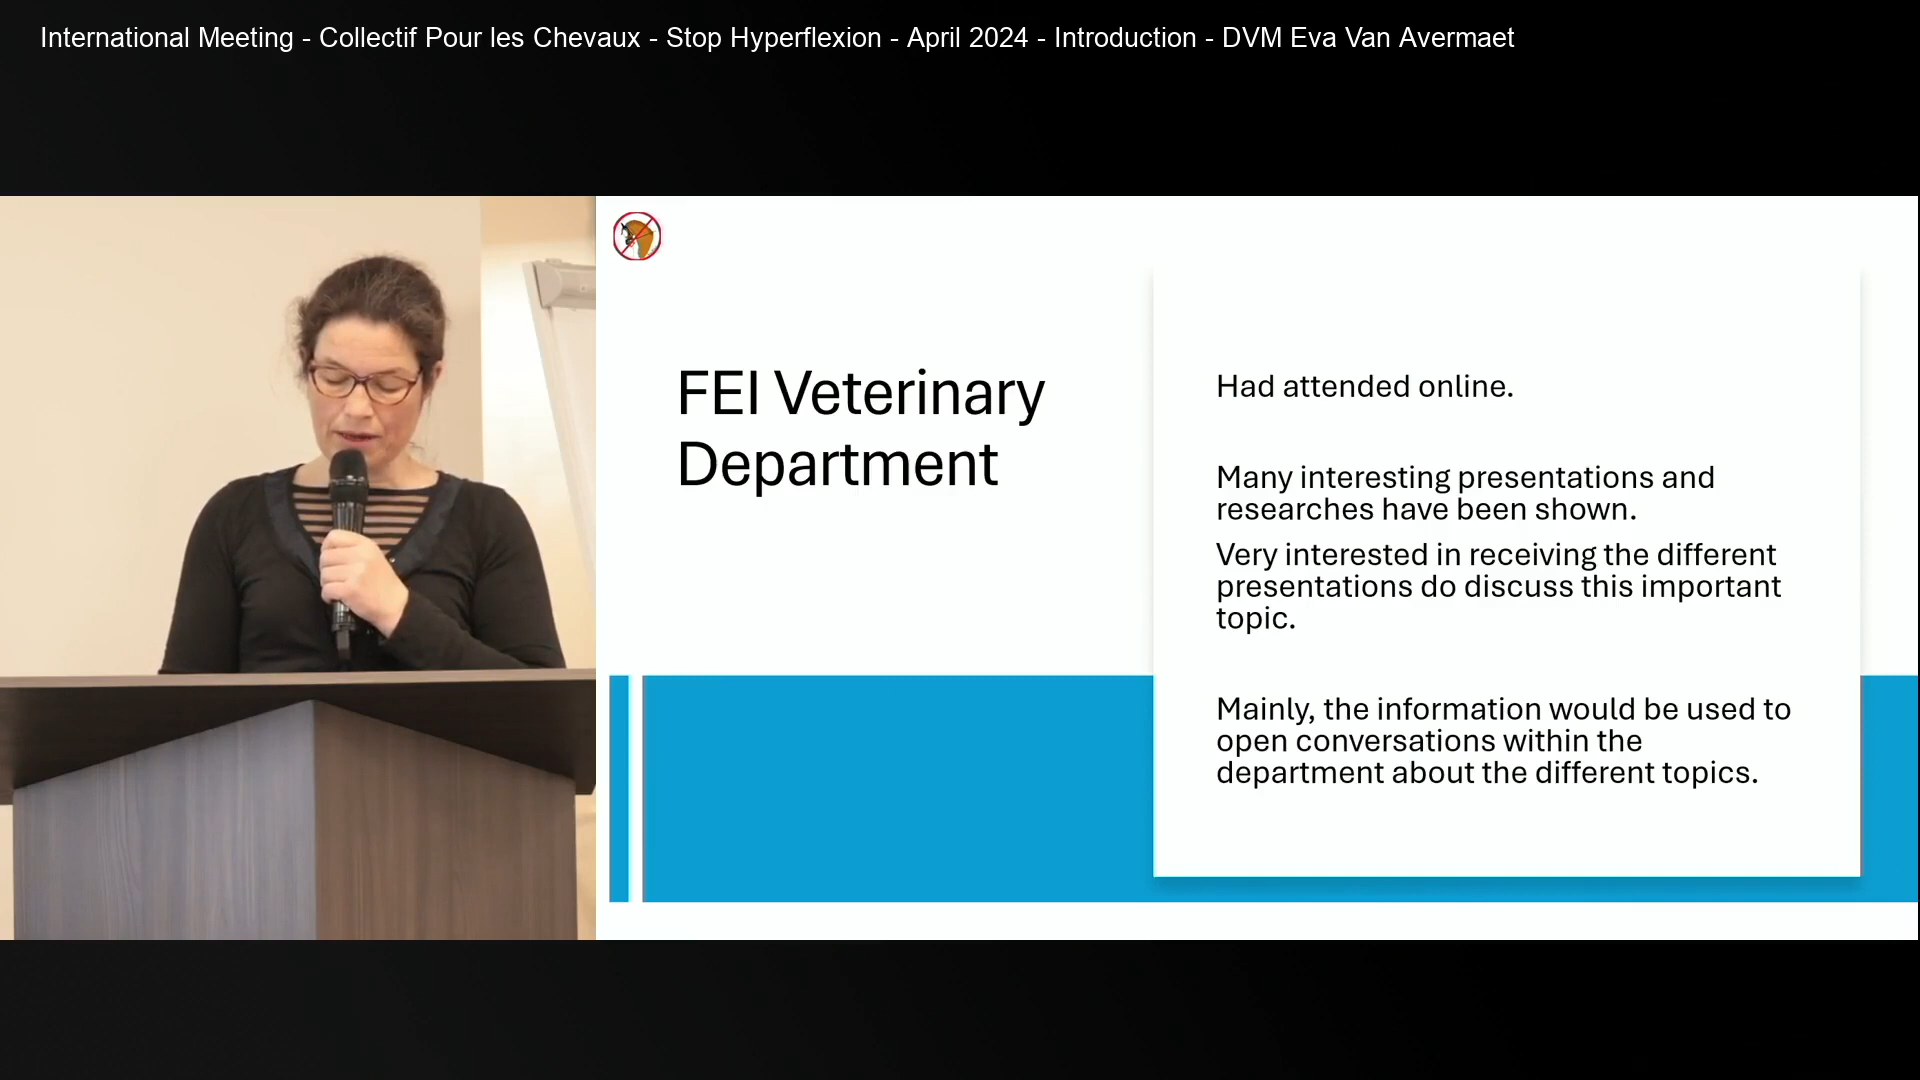 International Meeting - Collectif Pour les Chevaux - Stop Hyperflexion - April 2024 - Introduction - DVM Eva Van Avermaet
FEI Veterinary
Department
Had attended online.
Many interesting presentations and
researches have been shown.
Very interested in receiving the different
presentations do discuss this important
topic.
Mainly, the information would be used to
open conversations within the
department about the different topics.